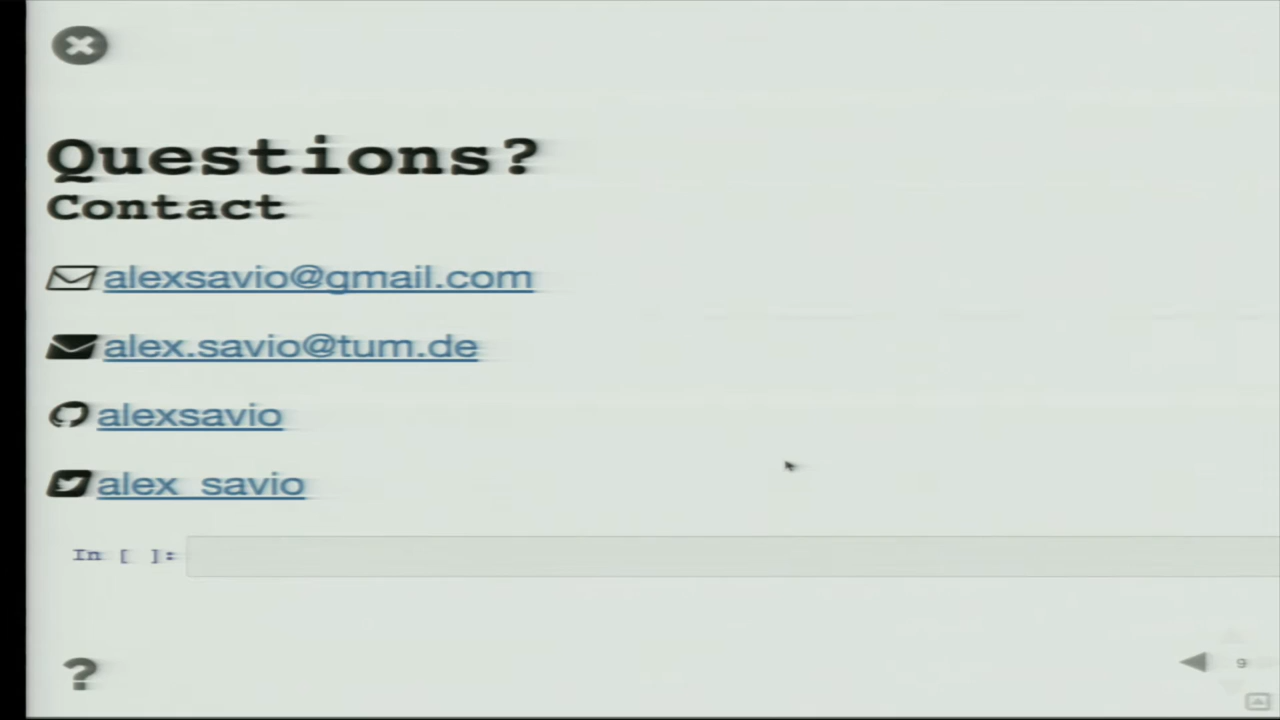 Questions?
Contact
alexsavio@gmail.com
alex.savio@tum.de
alexsavio
alex_savio
In [ ]:
?
9